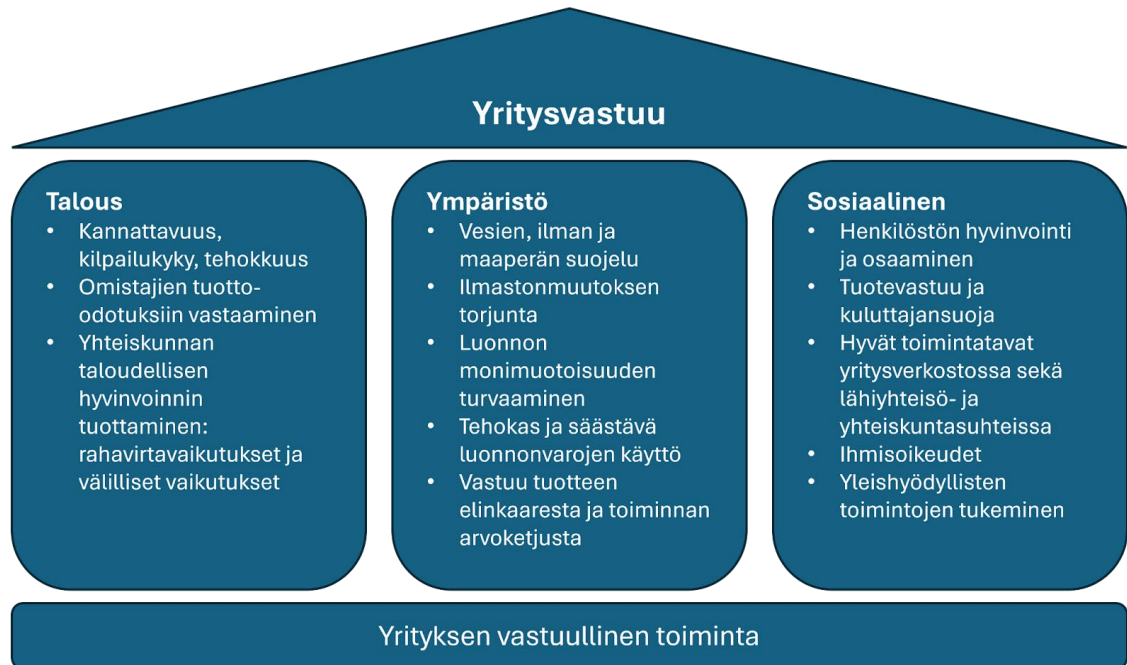 Yritysvastuu
Talous
• Kannattavuus,
kilpailukyky, tehokkuus
• Omistajien tuotto-
odotuksiin vastaaminen
• Yhteiskunnan
taloudellisen
hyvinvoinnin
tuottaminen:
rahavirtavaikutukset ja
välilliset vaikutukset
Ympäristö
• Vesien, ilman ja
maaperän suojelu
• Ilmastonmuutoksen
torjunta
• Luonnon
monimuotoisuuden
turvaaminen
• Tehokas ja säästävä
luonnonvarojen käyttö
• Vastuu tuotteen
elinkaaresta ja toiminnan
arvoketjusta
Sosiaalinen
• Henkilöstön hyvinvointi
ja osaaminen
• Tuotevastuu ja
kuluttajansuoja
• Hyvät toimintatavat
yritysverkostossa sekä
lähiyhteisö- ja
yhteiskuntasuhteissa
• Ihmisoikeudet
• Yleishyödyllisten
toimintojen tukeminen
Yrityksen vastuullinen toiminta